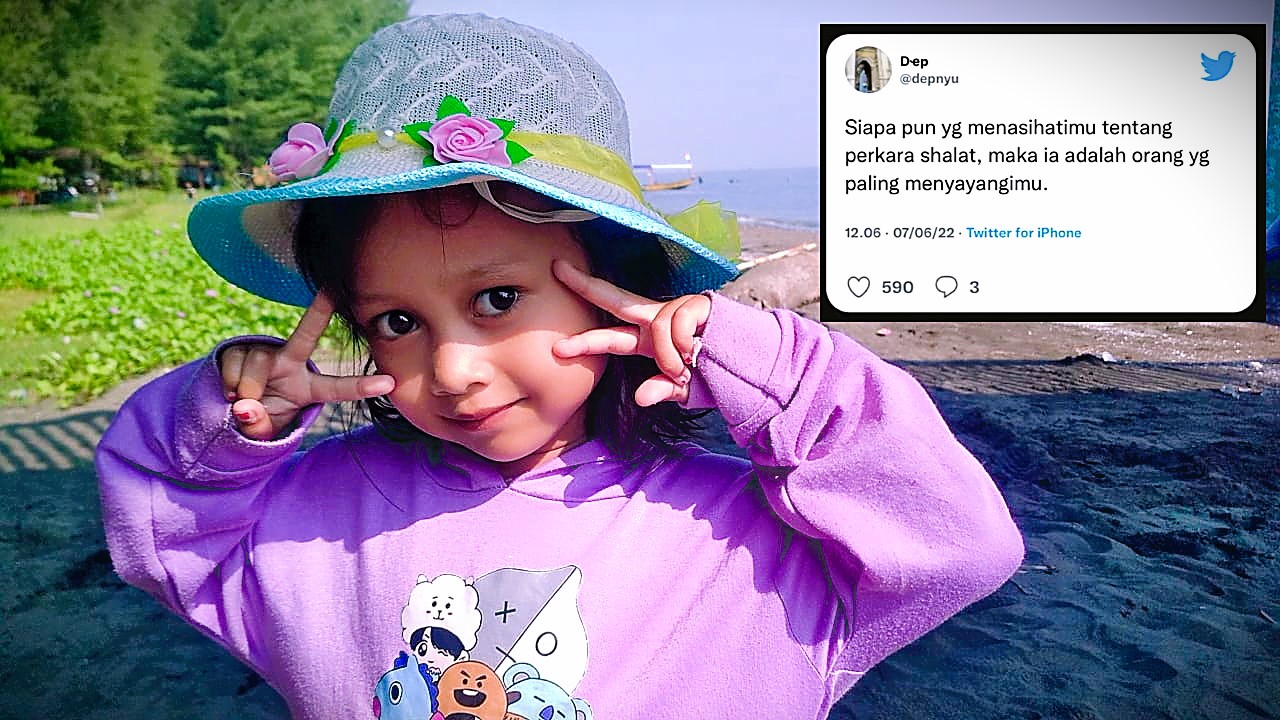 Dep
@depnyu
Siapa pun yg menasihatimu tentang
perkara shalat, maka ia adalah orang yg
paling menyayangimu.
12.06 · 07/06/22 · Twitter for iPhone
590 3